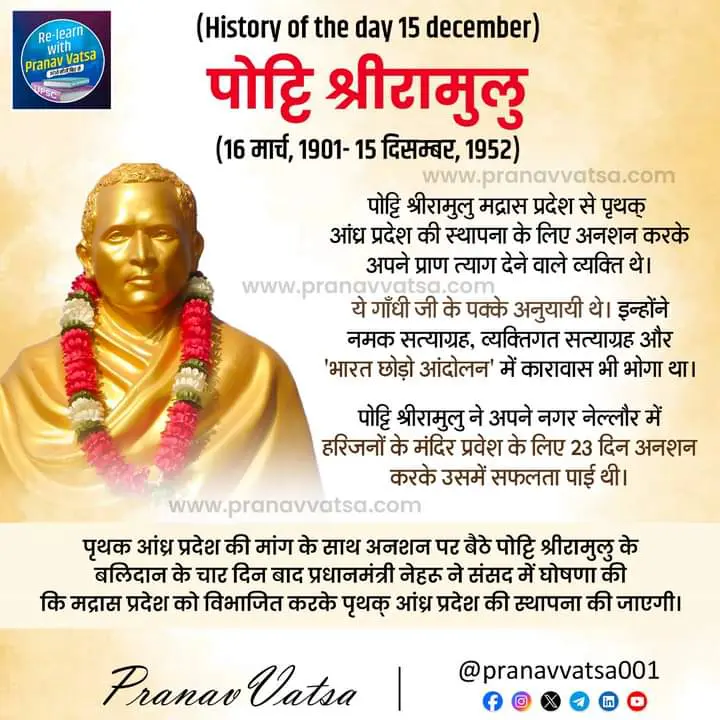 Re-learn
with
Pranav Vatsa
UPSC
(History of the day 15 december)
पोट्टि श्रीरामुलु
(16 मार्च, 1901- 15 दिसम्बर, 1952)
www.pranavvatsa.com
पोट्टि श्रीरामुलु मद्रास प्रदेश से पृथक्
आंध्र प्रदेश की स्थापना के लिए अनशन करके
अपने प्राण त्याग देने वाले व्यक्ति थे।
www.pranavvatsa.com
ये गाँधी जी के पक्के अनुयायी थे। इन्होंने
नमक सत्याग्रह, व्यक्तिगत सत्याग्रह और
'भारत छोड़ो आंदोलन' में कारावास भी भोगा था।
पोट्टि श्रीरामुलु ने अपने नगर नेल्लौर में
हरिजनों के मंदिर प्रवेश के लिए 23 दिन अनशन
करके उसमें सफलता पाई थी।
www.pranavvatsa.com
पृथक आंध्र प्रदेश की मांग के साथ अनशन पर बैठे पोट्टि श्रीरामुलु के
बलिदान के चार दिन बाद प्रधानमंत्री नेहरू ने संसद में घोषणा की
कि मद्रास प्रदेश को विभाजित करके पृथक् आंध्र प्रदेश की स्थापना की जाएगी।
Pranav Vatsa
@pranavvatsa001